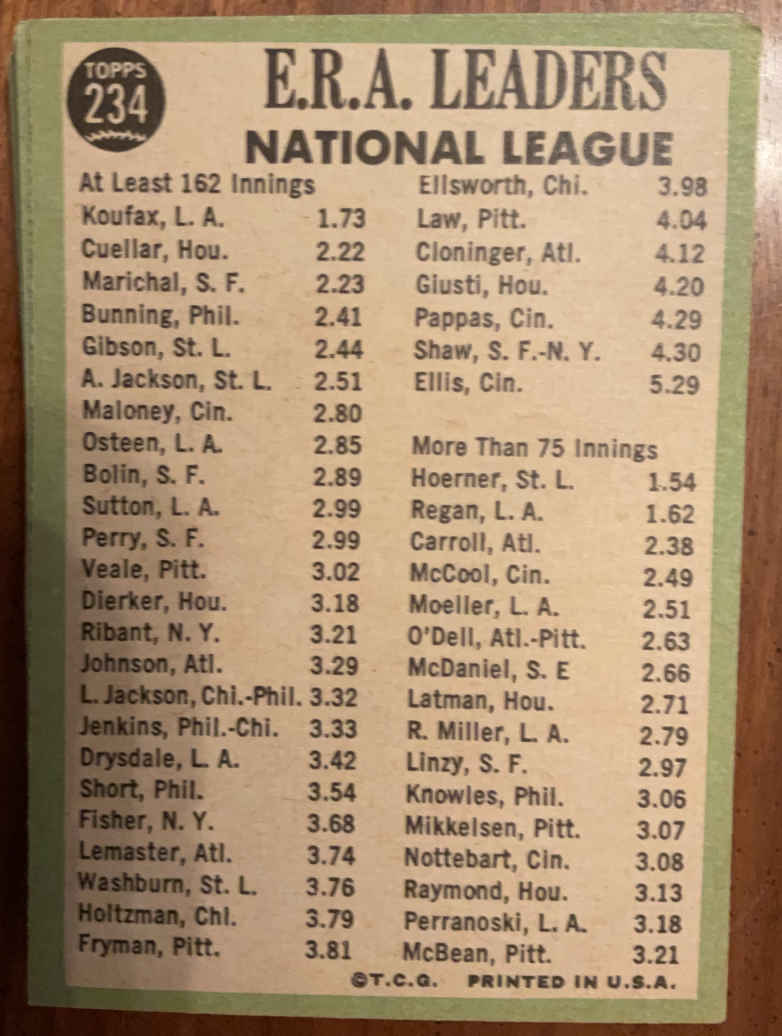 TOPPS
234
E.R.A. LEADERS
NATIONAL LEAGUE
At Least 162 Innings
Koufax, L. A. 1.73
Cuellar, Hou. 2.22
Marichal, S. F. 2.23
Bunning, Phil. 2.41
Gibson, St. L. 2.44
A. Jackson, St. L. 2.51
Maloney, Cin. 2.80
Osteen, L. A. 2.85
Bolin, S. F. 2.89
Sutton, L. A. 2.99
Perry, S. F. 2.99
Veale, Pitt. 3.02
Dierker, Hou. 3.18
Ribant, N. Y. 3.21
Johnson, Atl. 3.29
L. Jackson, Chi.-Phil. 3.32
Jenkins, Phil.-Chi. 3.33
Drysdale, L. A. 3.42
Short, Phil. 3.54
Fisher, N. Y. 3.68
Lemaster, Atl. 3.74
Washburn, St. L. 3.76
Holtzman, Chi. 3.79
Fryman, Pitt. 3.81
Ellsworth, Chi. 3.98
Law, Pitt. 4.04
Cloninger, Atl. 4.12
Giusti, Hou. 4.20
Pappas, Cin. 4.29
Shaw, S. F.-N. Y. 4.30
Ellis, Cin. 5.29
More Than 75 Innings
Hoerner, St. L. 1.54
Regan, L. A. 1.62
Carroll, Atl. 2.38
McCool, Cin. 2.49
Moeller, L. A. 2.51
O'Dell, Atl.-Pitt. 2.63
McDaniel, S. F 2.66
Latman, Hou. 2.71
R. Miller, L. A. 2.79
Linzy, S. F. 2.97
Knowles, Phil. 3.06
Mikkelsen, Pitt. 3.07
Nottebart, Cin. 3.08
Raymond, Hou. 3.13
Perranoski, L. A. 3.18
McBean, Pitt. 3.21
©T.C.G. PRINTED IN U.S.A.